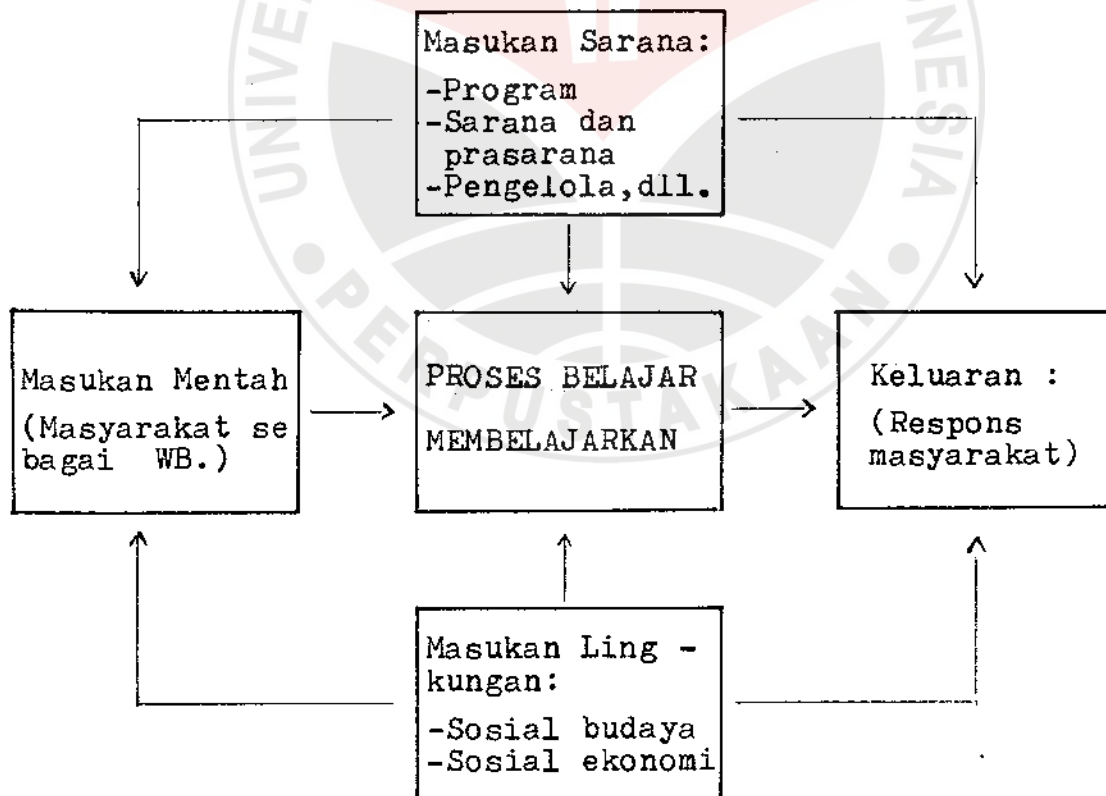 Masukan Sarana:
-Program
-Sarana dan
prasarana
-Pengelola,dll.
Masukan Mentah
(Masyarakat se
bagai WB.)
PROSES BELAJAR
MEMBELAJARKAN
Keluaran :
(Respons
masyarakat)
Masukan Ling -
kungan:
-Sosial budaya
-Sosial ekonomi
PERPUSTAKAAN